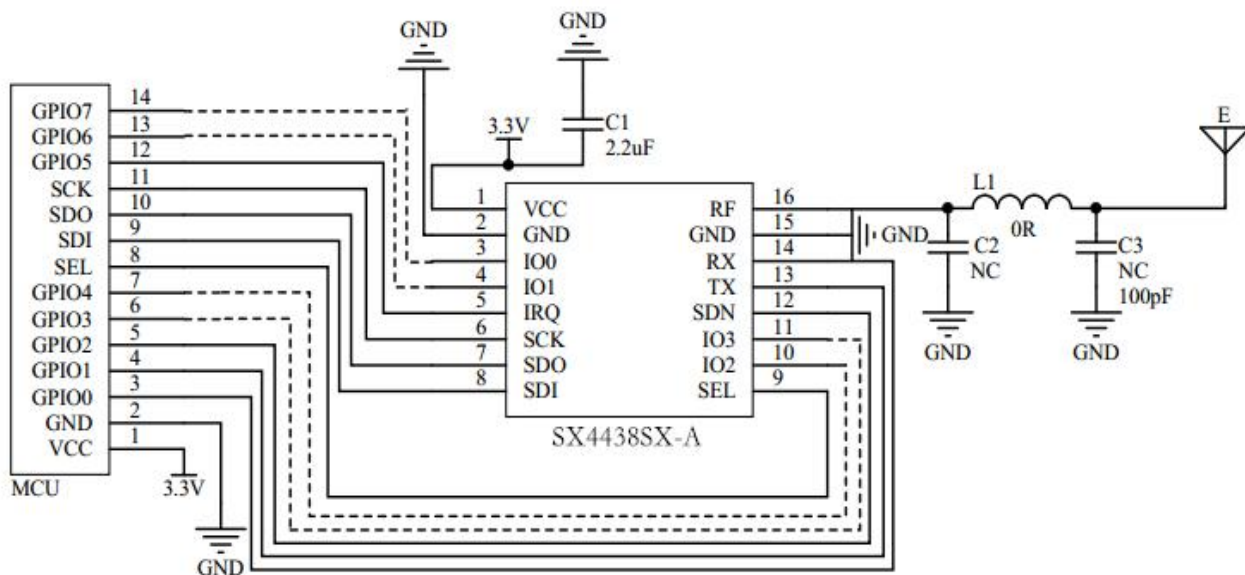 GND
GND
E
GPIO7 14
GPIO6 13
GPIO5 12
SCK 11
SDO 10
SDI 9
SEL 8
GPIO4 7
GPIO3 6
GPIO2 5
GPIO1 4
GPIO0 3
GND 2
VCC 1
MCU
3.3V
GND
3.3V
C1
2.2uF
1 VCC RF 16
2 GND GND 15
3 IO0 RX 14
4 IO1 TX 13
5 IRQ SDN 12
6 SCK IO3 11
7 SDO IO2 10
8 SDI SEL 9
SX4438SX-A
GND
L1
0R
C2
NC
GND
C3
NC
100pF
GND